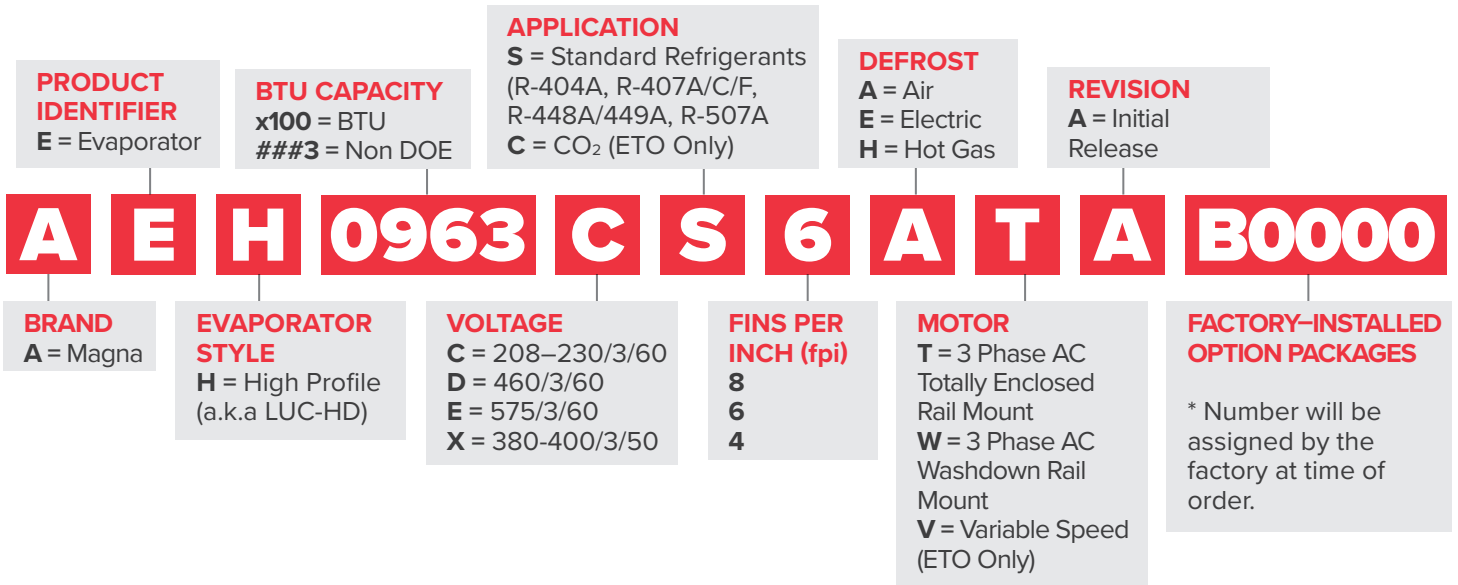 PRODUCT
IDENTIFIER
E = Evaporator
BTU CAPACITY
x100 = BTU
###3 = Non DOE
APPLICATION
S = Standard Refrigerants
(R-404A, R-407A/C/F,
R-448A/449A, R-507A
C = CO₂ (ETO Only)
DEFROST
A = Air
E = Electric
H = Hot Gas
REVISION
A = Initial
Release
A E H 0963 C S 6 A T A B0000
BRAND
A = Magna
EVAPORATOR
STYLE
H = High Profile
(a.k.a LUC-HD)
VOLTAGE
C = 208–230/3/60
D = 460/3/60
E = 575/3/60
X = 380-400/3/50
FINS PER
INCH (fpi)
8
6
4
MOTOR
T = 3 Phase AC
Totally Enclosed
Rail Mount
W = 3 Phase AC
Washdown Rail
Mount
V = Variable Speed
(ETO Only)
FACTORY–INSTALLED
OPTION PACKAGES
* Number will be
assigned by the
factory at time of
order.